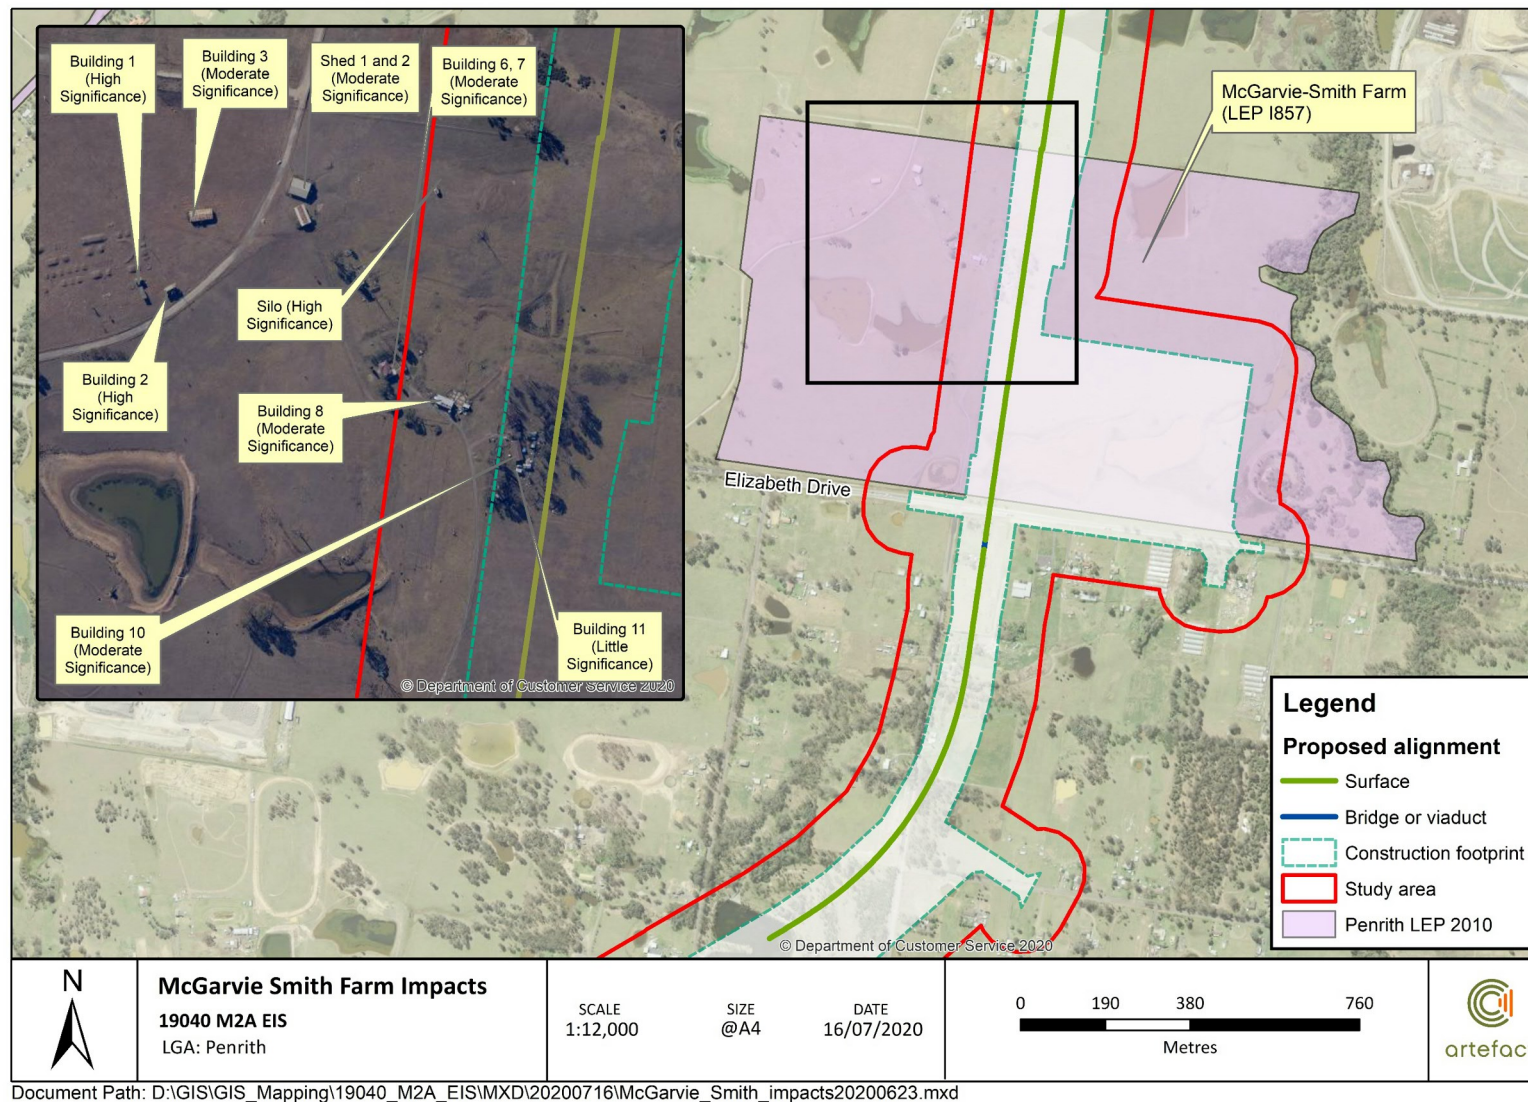 Building 1
(High
Significance)
Building 3
(Moderate
Significance)
Shed 1 and 2
(Moderate
Significance)
Building 6, 7
(Moderate
Significance)
Silo (High
Significance)
Building 2
(High
Significance)
Building 8
(Moderate
Significance)
Building 10
(Moderate
Significance)
Building 11
(Little
Significance)
© Department of Customer Service 2020
McGarvie-Smith Farm
(LEP I857)
Elizabeth Drive
© Department of Customer Service 2020
Legend
Proposed alignment
Surface
Bridge or viaduct
Construction footprint
Study area
Penrith LEP 2010
N
McGarvie Smith Farm Impacts
19040 M2A EIS
LGA: Penrith
SCALE
1:12,000
SIZE
@A4
DATE
16/07/2020
0 190 380 760
Metres
artefac
Document Path: D:\GIS\GIS_Mapping\19040_M2A_EIS\MXD\20200716\McGarvie_Smith_impacts20200623.mxd